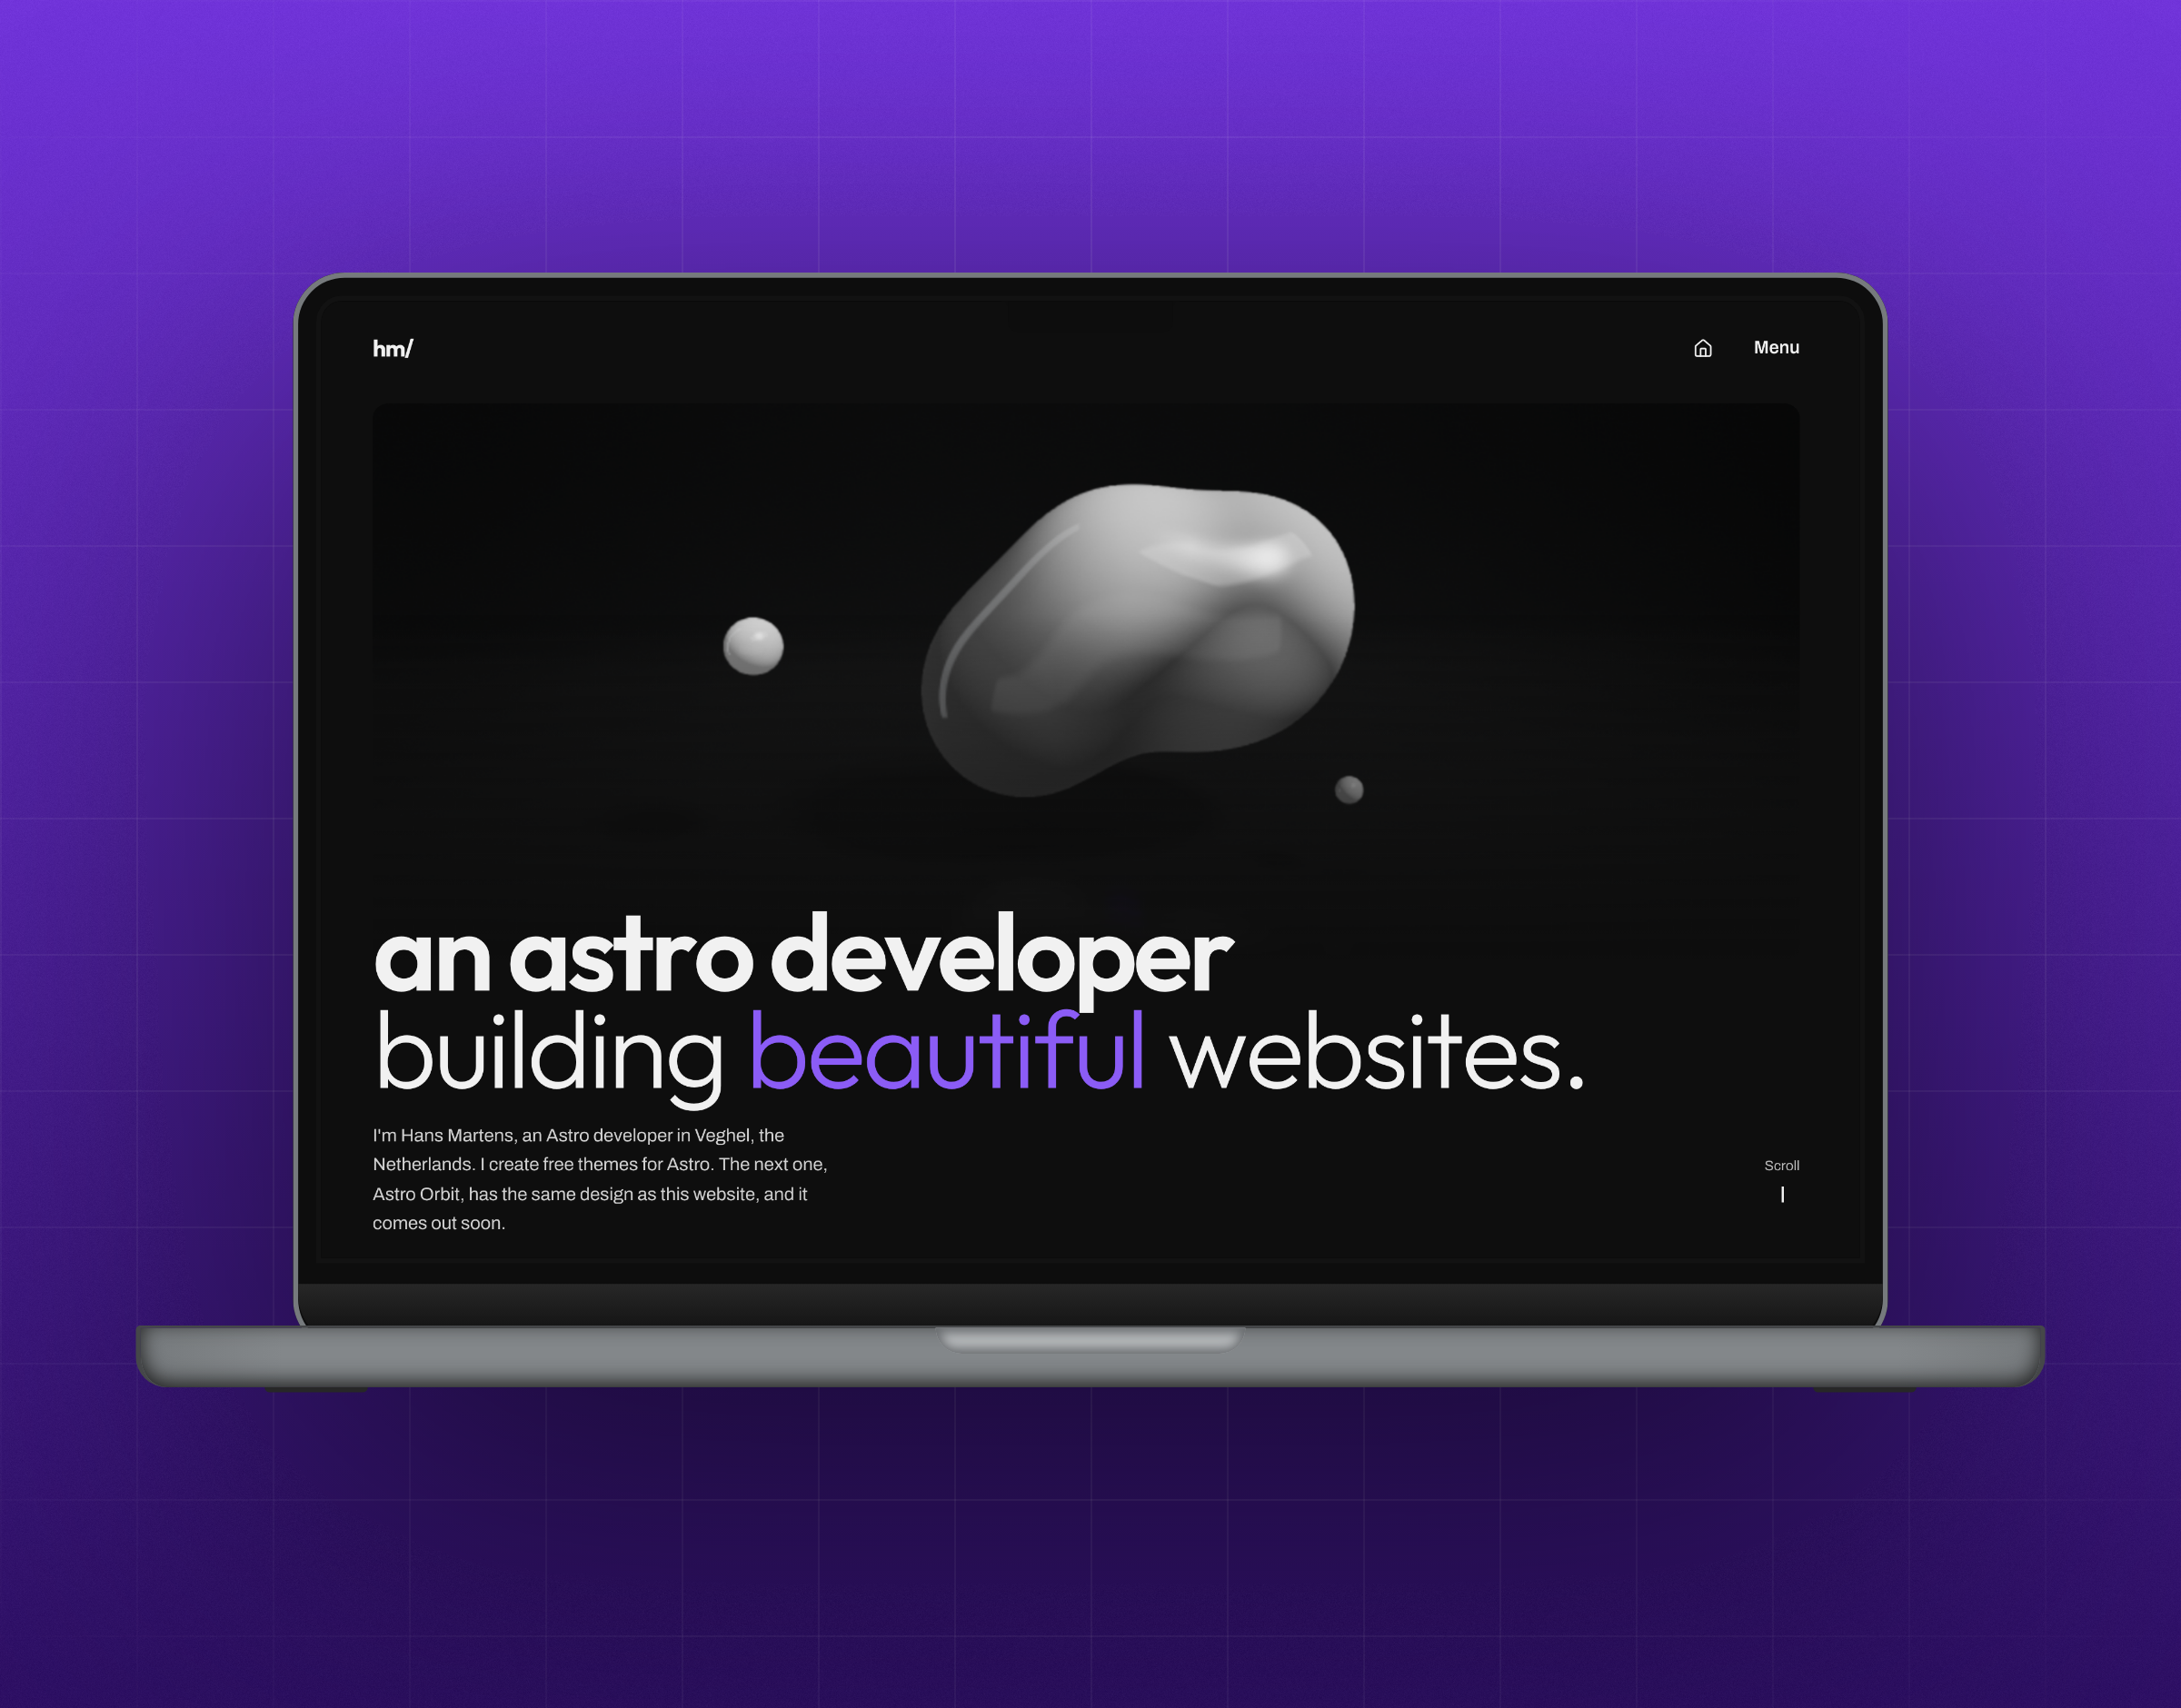 hm/
Menu
an astro developer
building beautiful websites.
I'm Hans Martens, an Astro developer in Veghel, the
Netherlands. I create free themes for Astro. The next one,
Astro Orbit, has the same design as this website, and it
comes out soon.
Scroll